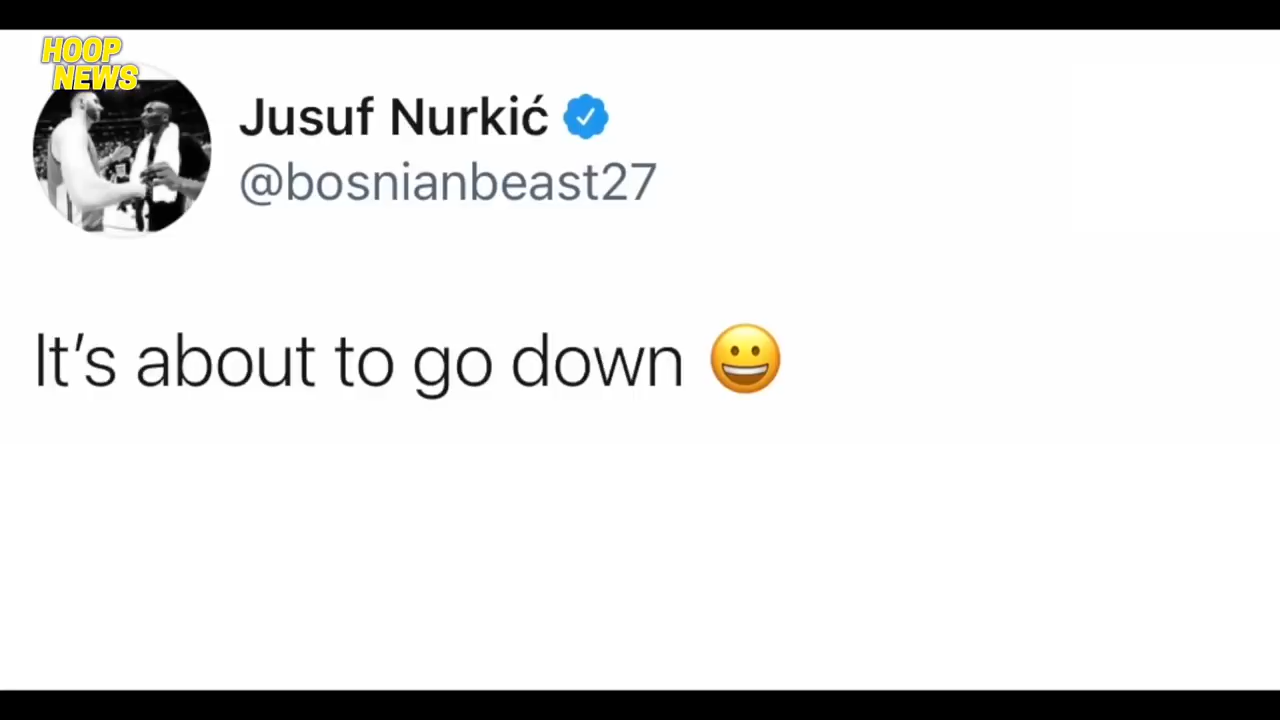 HOOP
NEWS
Jusuf Nurkić
@bosnianbeast27
It’s about to go down 😀